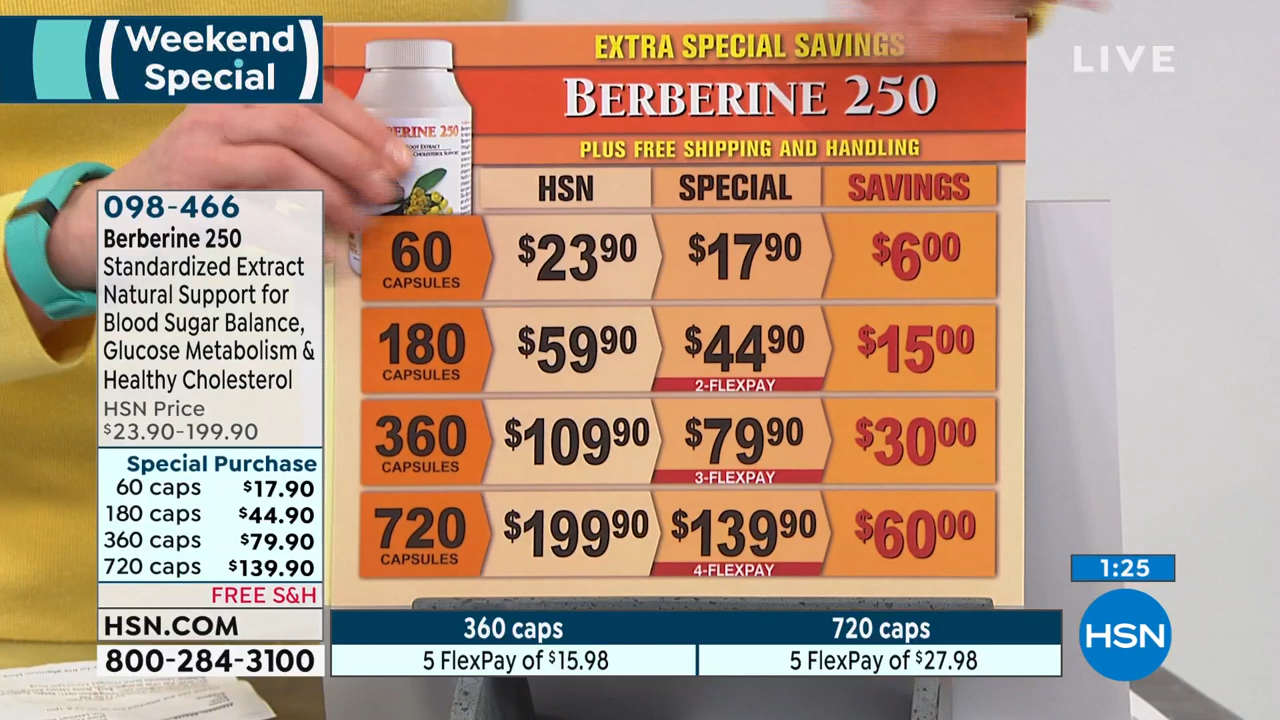 Weekend
Special
LIVE
EXTRA SPECIAL SAVINGS
BERBERINE 250
PLUS FREE SHIPPING AND HANDLING
HSN SPECIAL SAVINGS
60 CAPSULES $23.90 $17.90 $6.00
180 CAPSULES $59.90 $44.90 $15.00
2-FLEXPAY
360 CAPSULES $109.90 $79.90 $30.00
3-FLEXPAY
720 CAPSULES $199.90 $139.90 $60.00
4-FLEXPAY
ERINE 250
098-466
Berberine 250
Standardized Extract
Natural Support for
Blood Sugar Balance,
Glucose Metabolism &
Healthy Cholesterol
HSN Price
$23.90-199.90
Special Purchase
60 caps $17.90
180 caps $44.90
360 caps $79.90
720 caps $139.90
FREE S&H
HSN.COM
800-284-3100
360 caps 720 caps
5 FlexPay of $15.98 5 FlexPay of $27.98
1:25
HSN